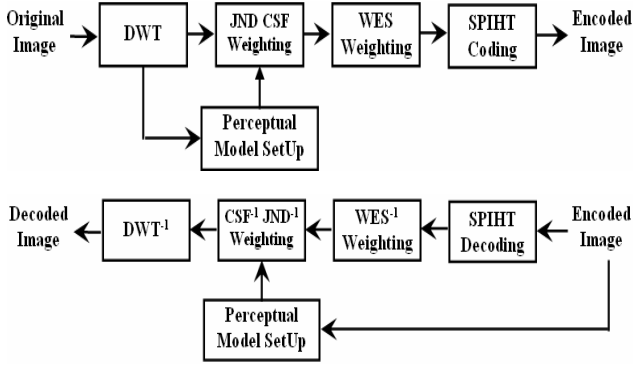 Original
Image
DWT
JND CSF
Weighting
WES
Weighting
SPIHT
Coding
Encoded
Image
Perceptual
Model SetUp
Decoded
Image
DWT⁻¹
CSF⁻¹ JND⁻¹
Weighting
WES⁻¹
Weighting
SPIHT
Decoding
Encoded
Image
Perceptual
Model SetUp